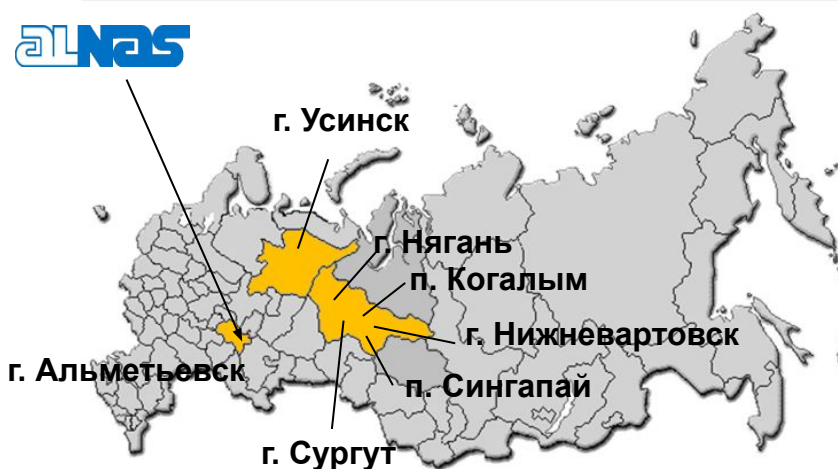 ALNAS
г. Усинск
г. Нягань
п. Когалым
г. Нижневартовск
г. Альметьевск
п. Сингапай
г. Сургут